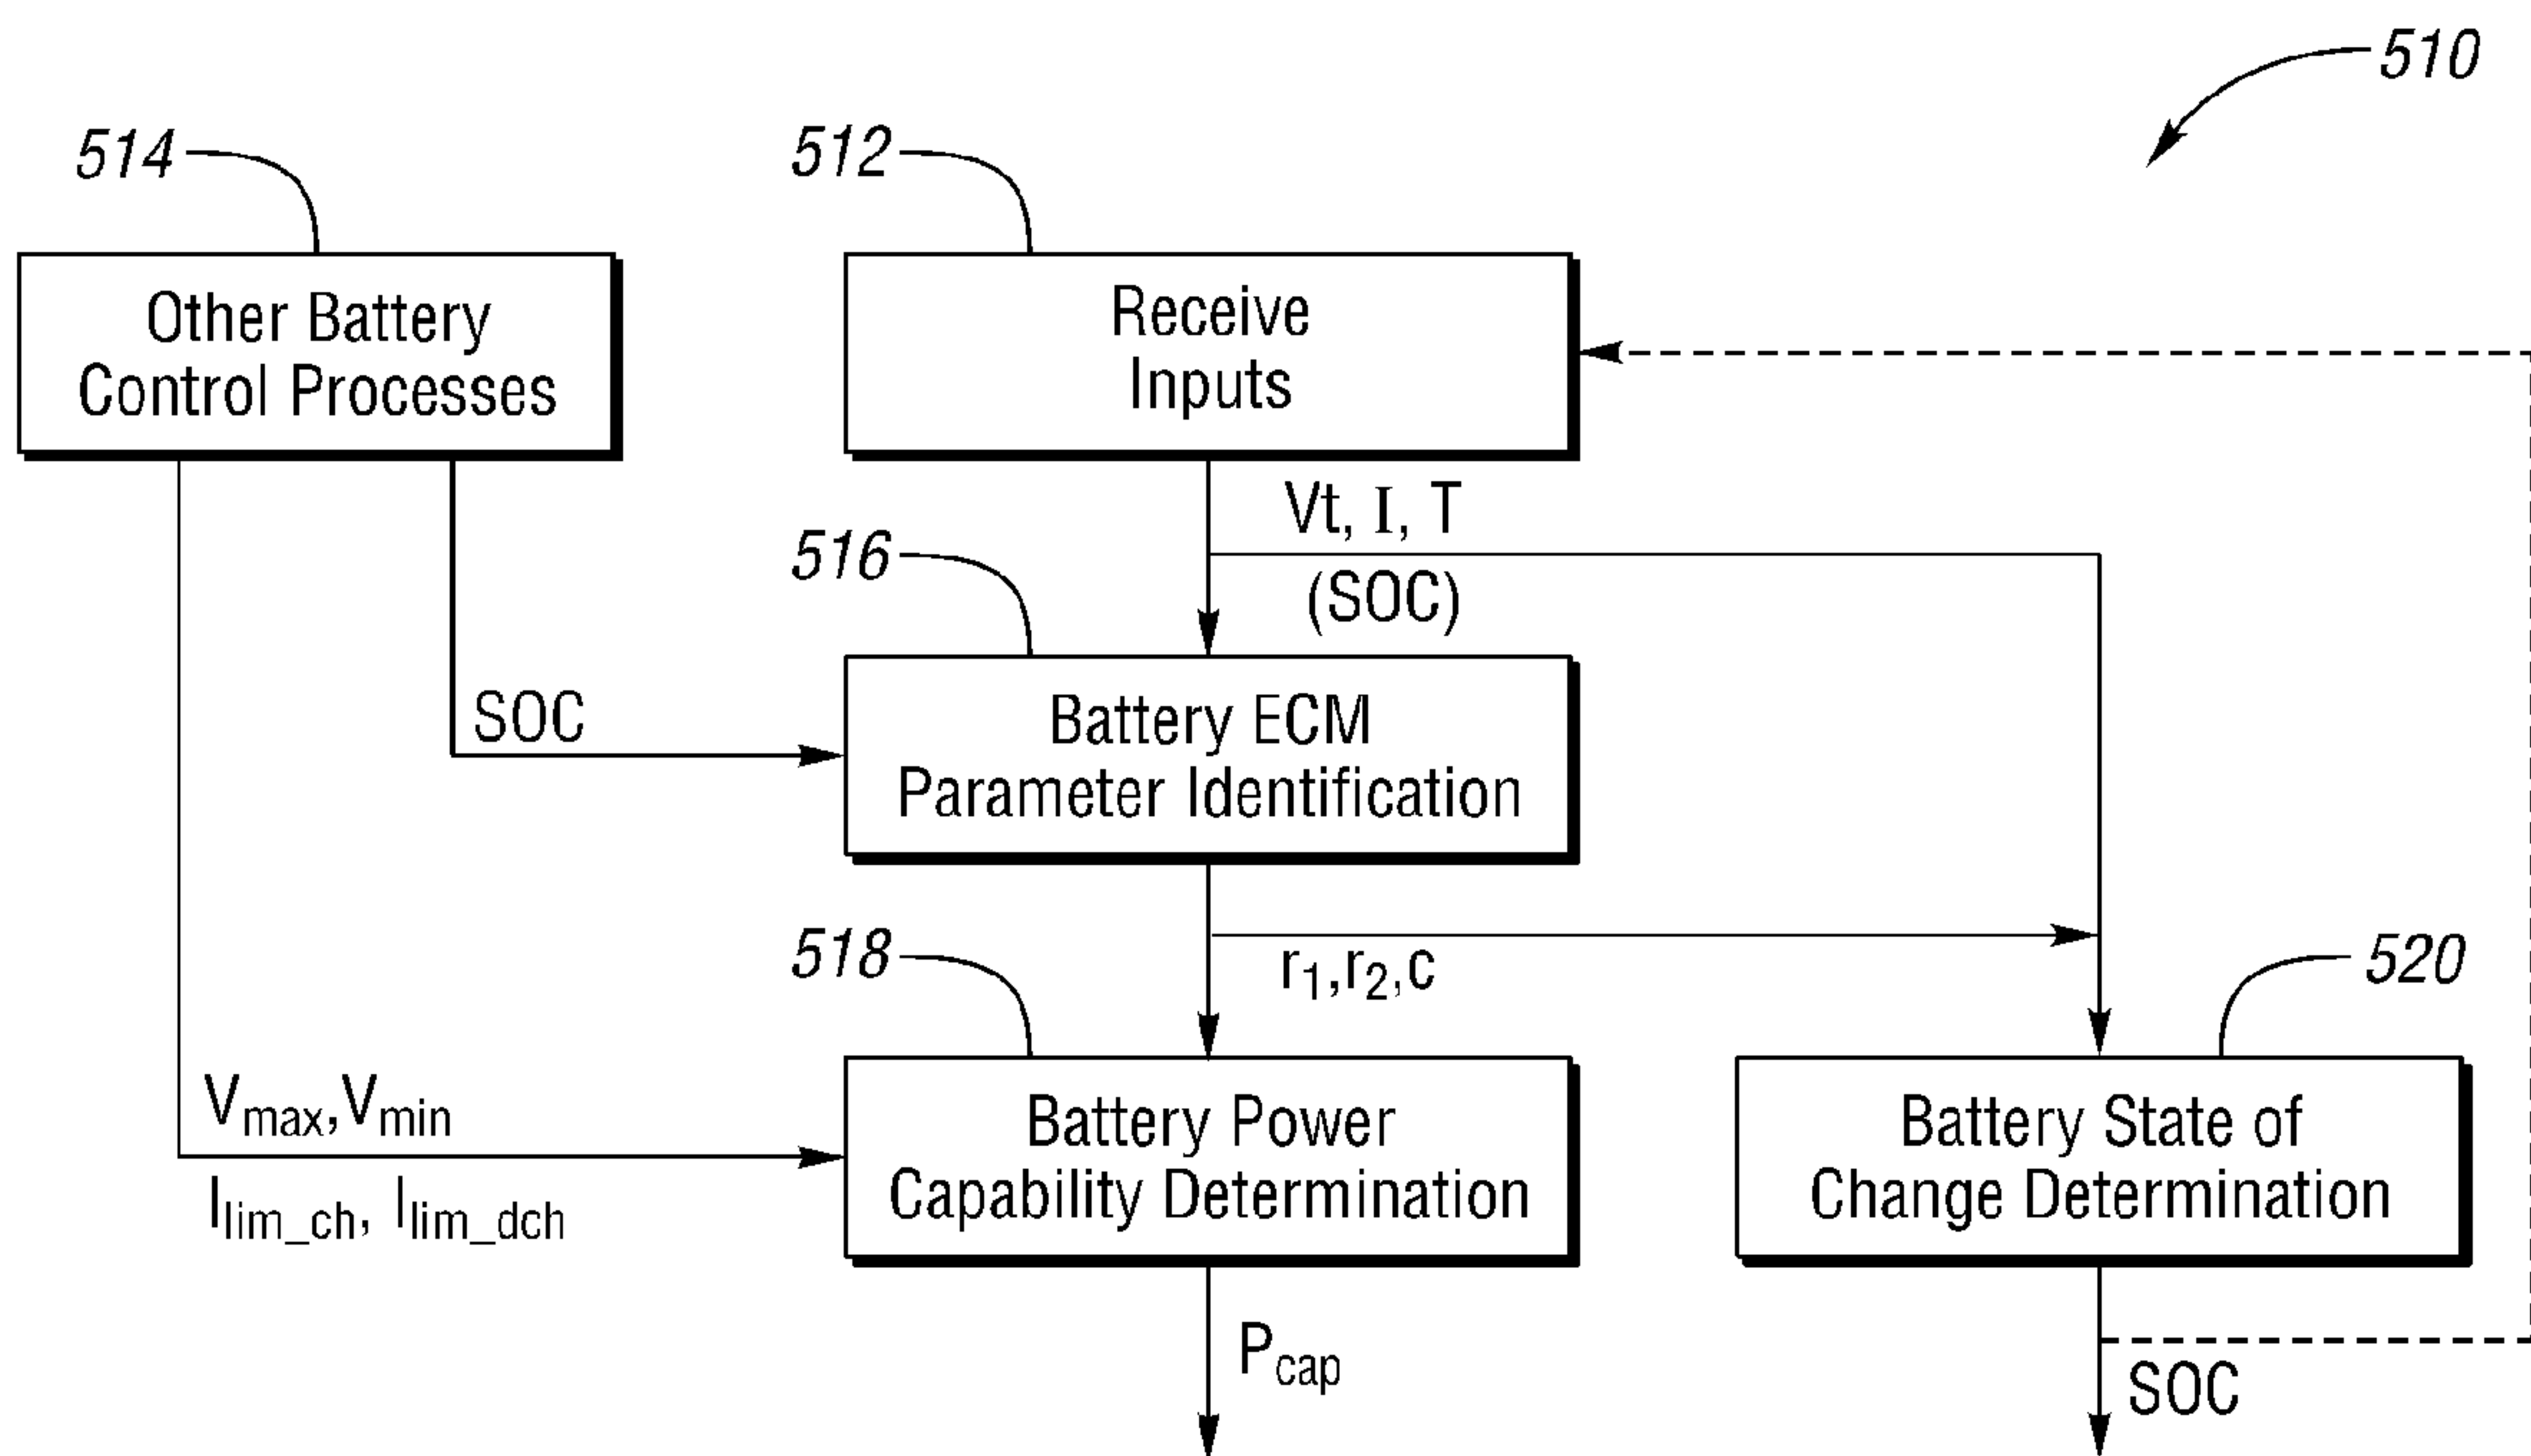 510
514
512
Other Battery
Control Processes
Receive
Inputs
Vt, I, T
(SOC)
516
SOC
Battery ECM
Parameter Identification
518
r₁,r₂,c
520
Vmax,Vmin
Ilim_ch, Ilim_dch
Battery Power
Capability Determination
Battery State of
Change Determination
Pcap
SOC